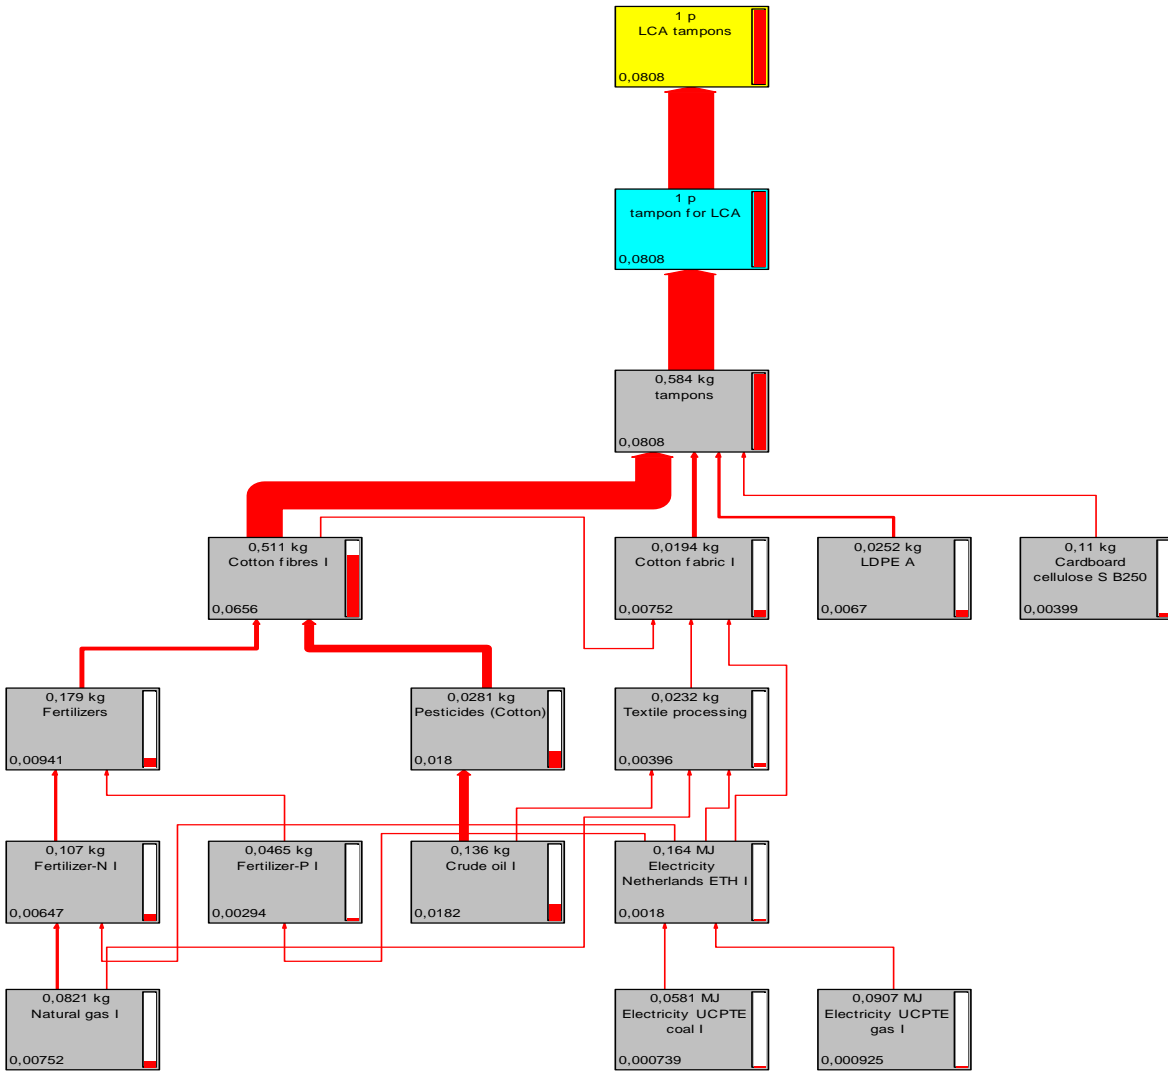 1 p
LCA tampons
0,0808
1 p
tampon for LCA
0,0808
0,584 kg
tampons
0,0808
0,511 kg
Cotton fibres I
0,0656
0,0194 kg
Cotton fabric I
0,00752
0,0252 kg
LDPE A
0,0067
0,11 kg
Cardboard
cellulose S B250
0,00399
0,179 kg
Fertilizers
0,00941
0,0281 kg
Pesticides (Cotton)
0,018
0,0232 kg
Textile processing
0,00396
0,107 kg
Fertilizer-N I
0,00647
0,0465 kg
Fertilizer-P I
0,00294
0,136 kg
Crude oil I
0,0182
0,164 MJ
Electricity
Netherlands ETH I
0,0018
0,0821 kg
Natural gas I
0,00752
0,0581 MJ
Electricity UCPTE
coal I
0,000739
0,0907 MJ
Electricity UCPTE
gas I
0,000925